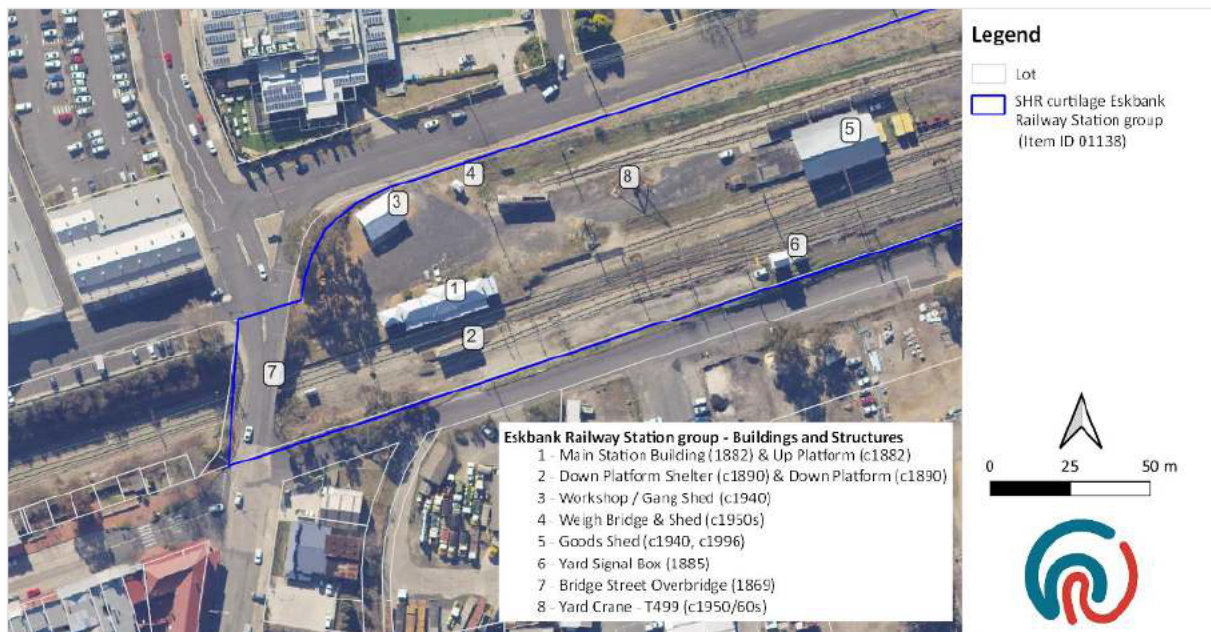 Legend
Lot
SHR curtilage Eskbank
Railway Station group
(Item ID 01138)
5
4
8
3
6
1
2
7
Eskbank Railway Station group - Buildings and Structures
1 - Main Station Building (1882) & Up Platform (c1882)
2 - Down Platform Shelter (c1890) & Down Platform (c1890)
3 - Workshop / Gang Shed (c1940)
4 - Weigh Bridge & Shed (c1950s)
5 - Goods Shed (c1940, c1996)
6 - Yard Signal Box (1885)
7 - Bridge Street Overbridge (1869)
8 - Yard Crane - T499 (c1950/60s)
0 25 50 m